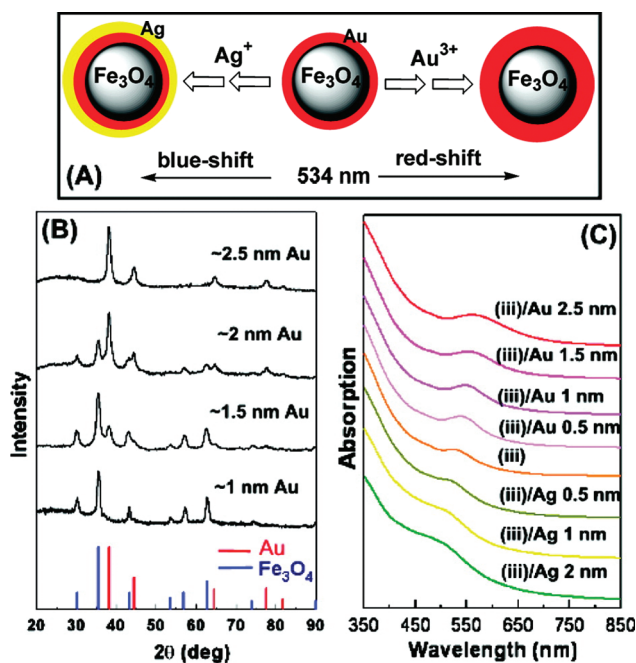 Ag
Fe3O4
Ag+
Au
Fe3O4
Au3+
Fe3O4
(A)
blue-shift
534 nm
red-shift
(B)
~2.5 nm Au
~2 nm Au
~1.5 nm Au
~1 nm Au
Au
Fe3O4
Intensity
20 30 40 50 60 70 80 90
2θ (deg)
(C)
(iii)/Au 2.5 nm
(iii)/Au 1.5 nm
(iii)/Au 1 nm
(iii)/Au 0.5 nm
(iii)
(iii)/Ag 0.5 nm
(iii)/Ag 1 nm
(iii)/Ag 2 nm
Absorption
350 450 550 650 750 850
Wavelength (nm)